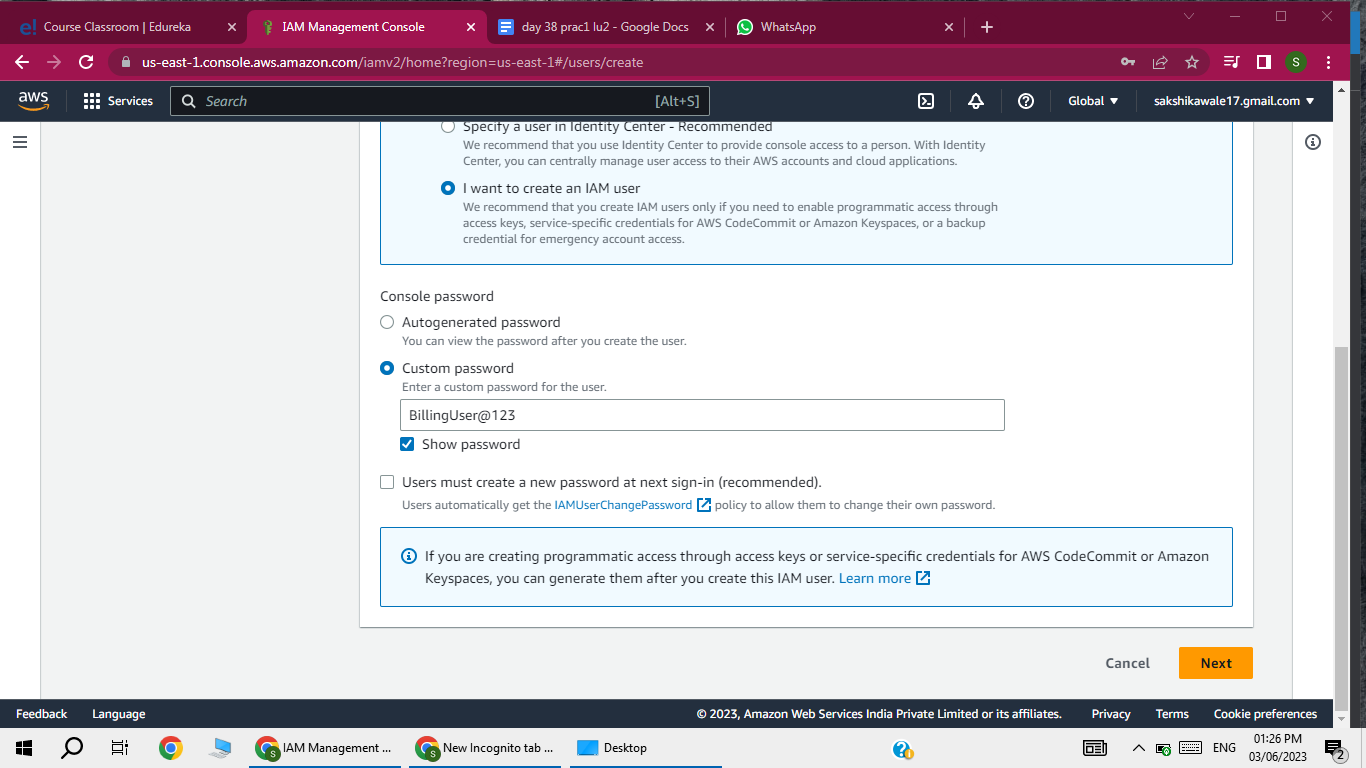 Course Classroom | Edureka
IAM Management Console
day 38 prac1 lu2 - Google Docs
WhatsApp
us-east-1.console.aws.amazon.com/iamv2/home?region=us-east-1#/users/create
S
aws
Services
Search
[Alt+S]
Global
sakshikawale17.gmail.com
Specify a user in Identity Center - Recommended
We recommend that you use Identity Center to provide console access to a person. With Identity
Center, you can centrally manage user access to their AWS accounts and cloud applications.
I want to create an IAM user
We recommend that you create IAM users only if you need to enable programmatic access through
access keys, service-specific credentials for AWS CodeCommit or Amazon Keyspaces, or a backup
credential for emergency account access.
Console password
Autogenerated password
You can view the password after you create the user.
Custom password
Enter a custom password for the user.
BillingUser@123
Show password
Users must create a new password at next sign-in (recommended).
Users automatically get the IAMUserChangePassword policy to allow them to change their own password.
If you are creating programmatic access through access keys or service-specific credentials for AWS CodeCommit or Amazon
Keyspaces, you can generate them after you create this IAM user. Learn more
Cancel
Next
Feedback
Language
© 2023, Amazon Web Services India Private Limited or its affiliates.
Privacy
Terms
Cookie preferences
IAM Management ...
New Incognito tab ...
Desktop
ENG
01:26 PM
03/06/2023
2